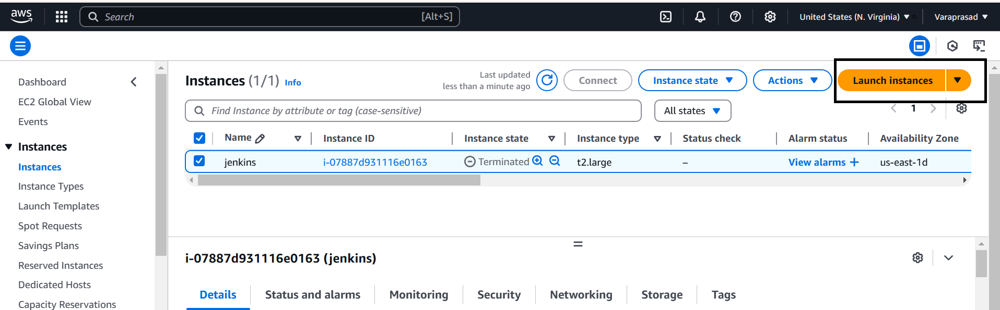 aws
Search [Alt+S] United States (N. Virginia) Varaprasad
Dashboard
EC2 Global View
Events
Instances
Instances
Instance Types
Launch Templates
Spot Requests
Savings Plans
Reserved Instances
Dedicated Hosts
Capacity Reservations
Instances (1/1) Info
Last updated
less than a minute ago
Connect Instance state Actions Launch instances
Find Instance by attribute or tag (case-sensitive) All states 1
Name Instance ID Instance state Instance type Status check Alarm status Availability Zone
jenkins i-07887d931116e0163 Terminated t2.large – View alarms + us-east-1d
i-07887d931116e0163 (jenkins)
Details Status and alarms Monitoring Security Networking Storage Tags